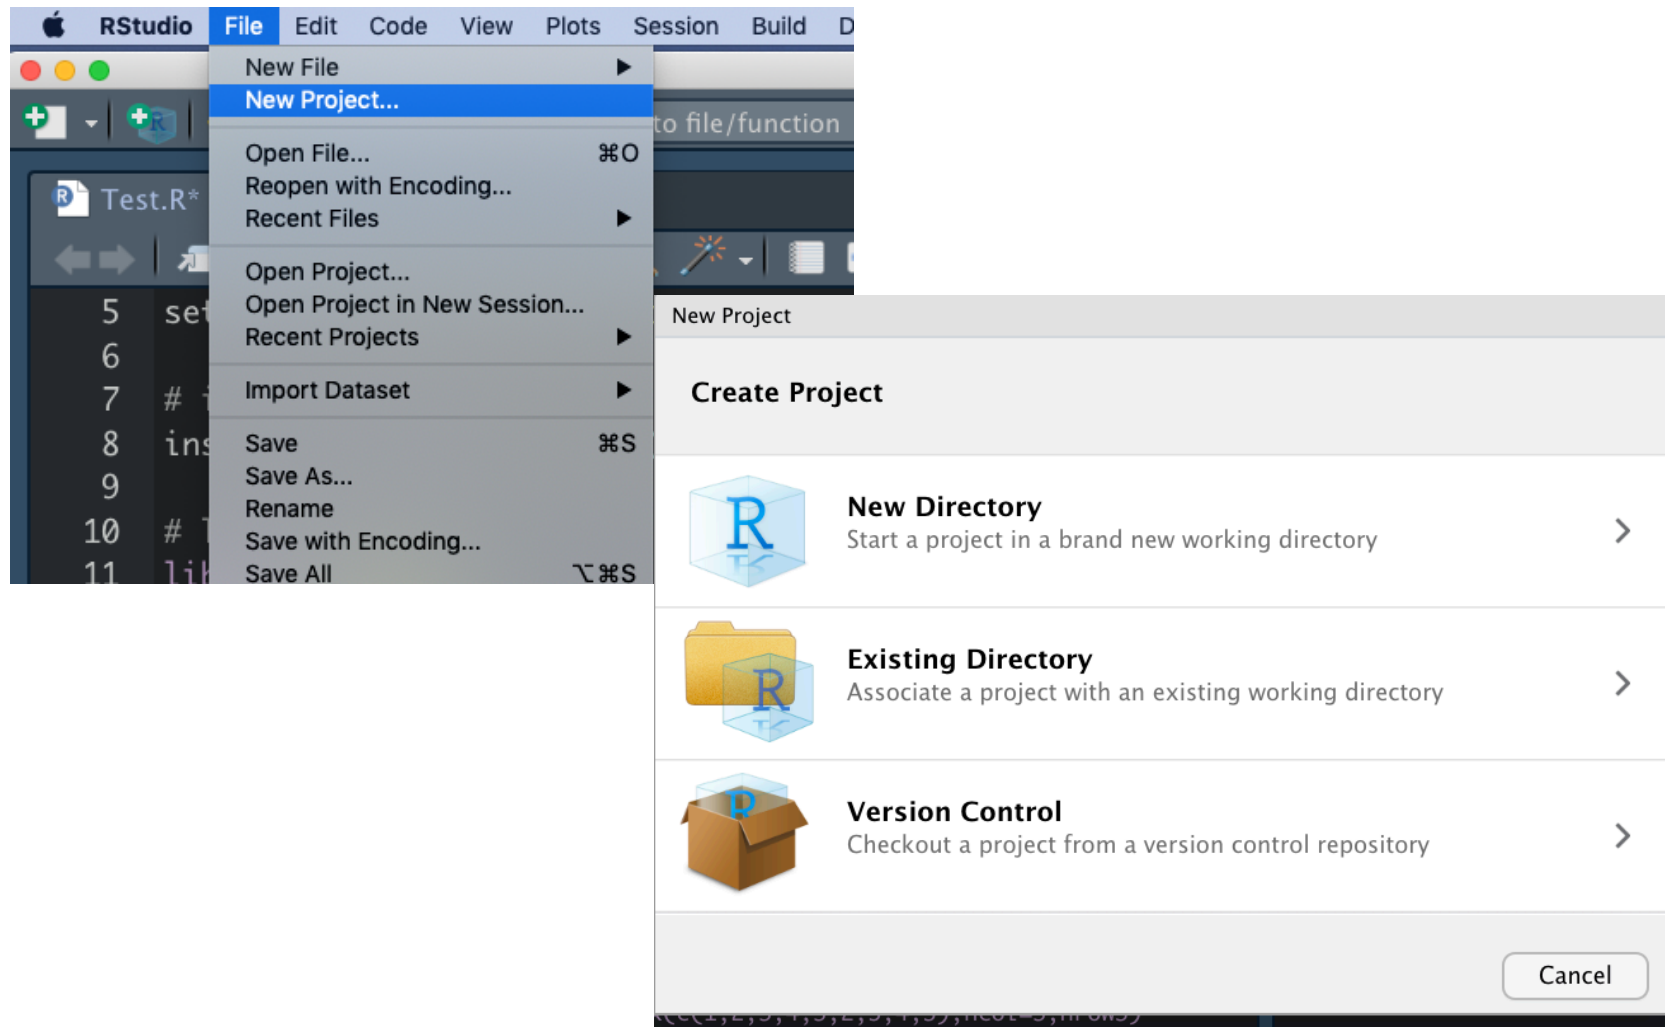 RStudio File Edit Code View Plots Session Build D
New File
New Project...
to file/function
Open File... ⌘O
Reopen with Encoding...
Test.R*
Recent Files
Open Project...
5 set
Open Project in New Session...
6
Recent Projects
7 #
Import Dataset
8 ins
Save ⌘S
9
Save As...
Rename
10 #
Save with Encoding...
11 lib
Save All ⌥⌘S
New Project
Create Project
R
New Directory
Start a project in a brand new working directory
R
Existing Directory
Associate a project with an existing working directory
R
Version Control
Checkout a project from a version control repository
Cancel